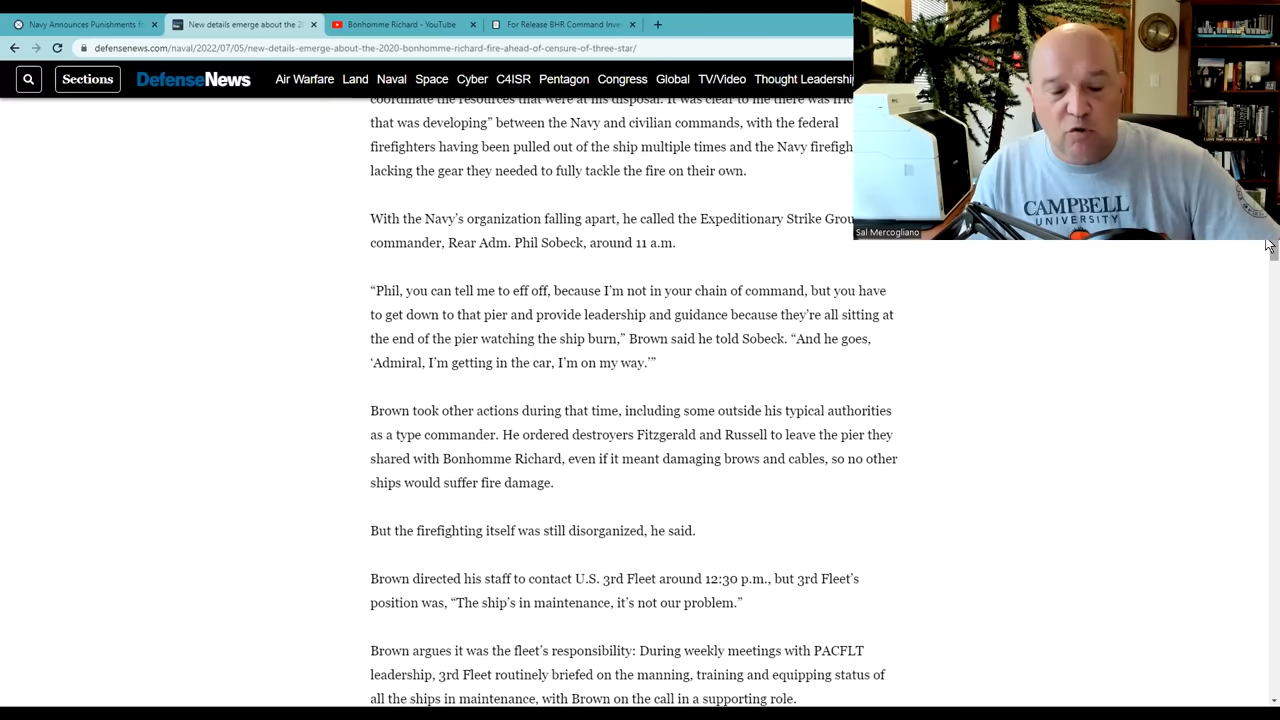 Navy Announces Punishments fo
New details emerge about the 20
Bonhomme Richard - YouTube
For Release BHR Command Inve
defensenews.com/naval/2022/07/05/new-details-emerge-about-the-2020-bonhomme-richard-fire-ahead-of-censure-of-three-star/
Sections
DefenseNews
Air Warfare Land Naval Space Cyber C4ISR Pentagon Congress Global TV/Video Thought Leadershi
coordinate the resources that were at his disposal. It was clear to me there was fric
that was developing” between the Navy and civilian commands, with the federal
firefighters having been pulled out of the ship multiple times and the Navy firefigh
lacking the gear they needed to fully tackle the fire on their own.
With the Navy’s organization falling apart, he called the Expeditionary Strike Grou
commander, Rear Adm. Phil Sobeck, around 11 a.m.
“Phil, you can tell me to eff off, because I’m not in your chain of command, but you have
to get down to that pier and provide leadership and guidance because they’re all sitting at
the end of the pier watching the ship burn,” Brown said he told Sobeck. “And he goes,
‘Admiral, I’m getting in the car, I’m on my way.’”
Brown took other actions during that time, including some outside his typical authorities
as a type commander. He ordered destroyers Fitzgerald and Russell to leave the pier they
shared with Bonhomme Richard, even if it meant damaging brows and cables, so no other
ships would suffer fire damage.
But the firefighting itself was still disorganized, he said.
Brown directed his staff to contact U.S. 3rd Fleet around 12:30 p.m., but 3rd Fleet’s
position was, “The ship’s in maintenance, it’s not our problem.”
Brown argues it was the fleet’s responsibility: During weekly meetings with PACFLT
leadership, 3rd Fleet routinely briefed on the manning, training and equipping status of
all the ships in maintenance, with Brown on the call in a supporting role.
CAMPBELL
UNIVERSITY
Sal Mercogliano